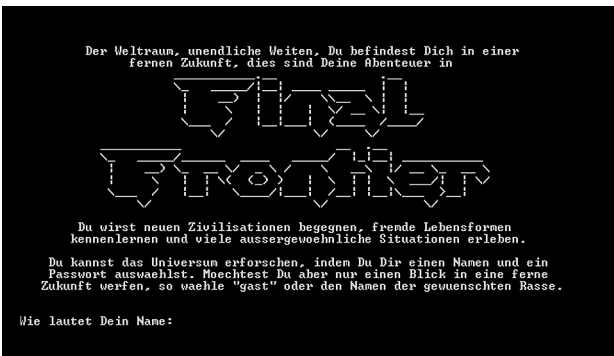 Der Weltraum, unendliche Weiten, Du befindest Dich in einer
fernen Zukunft, dies sind Deine Abenteuer in
Final
Frontier
Du wirst neuen Zivilisationen begegnen, fremde Lebensformen
kennenlernen und viele aussergewoehnliche Situationen erleben.
Du kannst das Universum erforschen, indem Du Dir einen Namen und ein
Passwort auswaehlst. Moechtest Du aber nur einen Blick in eine ferne
Zukunft werfen, so waehle "gast" oder den Namen der gewuenschten Rasse.
Wie lautet Dein Name: